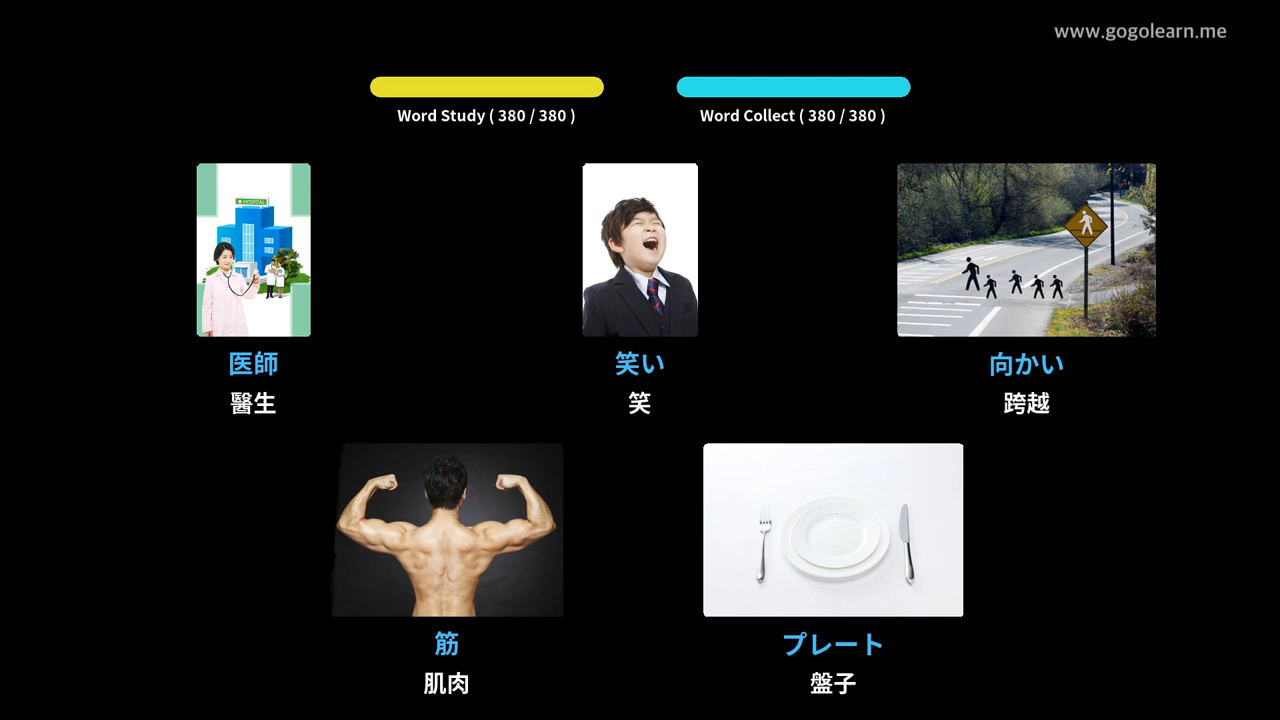 www.gogolearn.me
Word Study ( 380 / 380 )
Word Collect ( 380 / 380 )
HOSPITAL
医師
醫生
笑い
笑
向かい
跨越
筋
肌肉
プレート
盤子